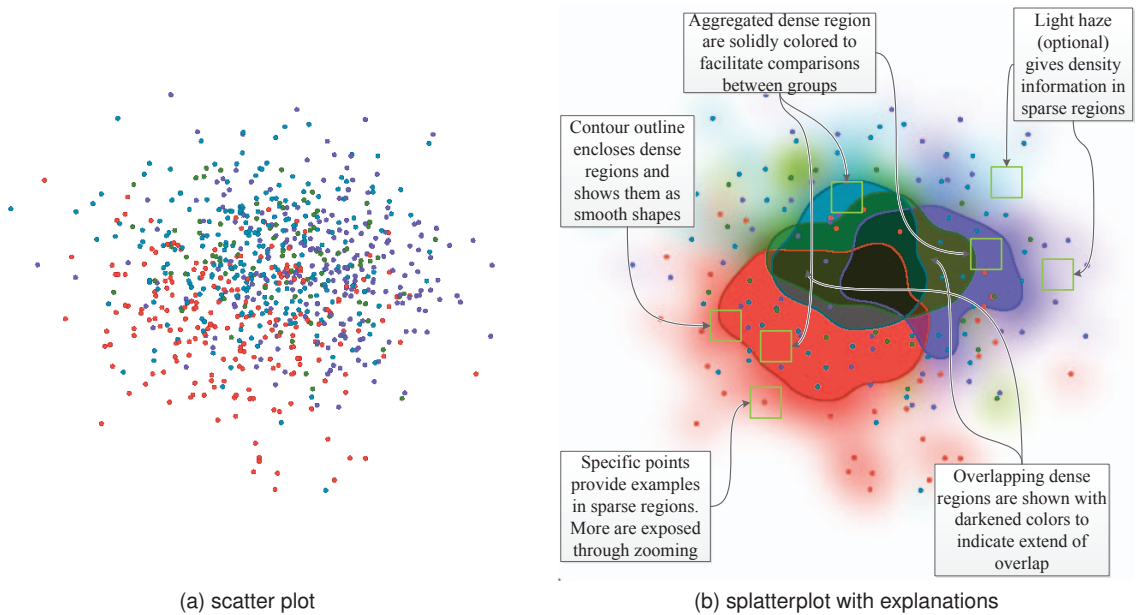 Aggregated dense region
are solidly colored to
facilitate comparisons
between groups
Light haze
(optional)
gives density
information in
sparse regions
Contour outline
encloses dense
regions and
shows them as
smooth shapes
Specific points
provide examples
in sparse regions.
More are exposed
through zooming
Overlapping dense
regions are shown with
darkened colors to
indicate extend of
overlap
(a) scatter plot
(b) splatterplot with explanations